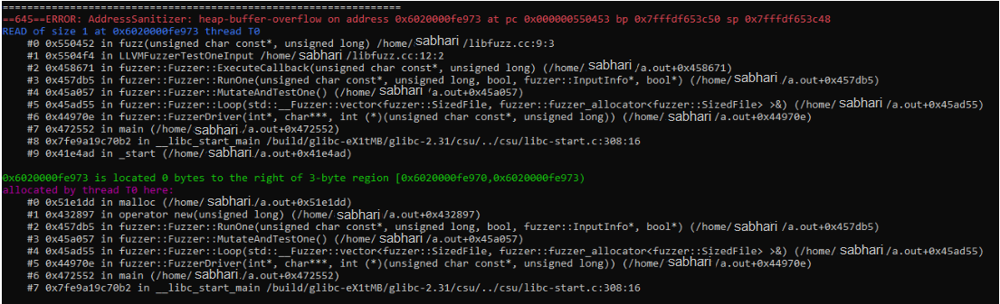 =================================================================
==645==ERROR: AddressSanitizer: heap-buffer-overflow on address 0x6020000fe973 at pc 0x000000550453 bp 0x7fffdf653c50 sp 0x7fffdf653c48
READ of size 1 at 0x6020000fe973 thread T0
#0 0x550452 in fuzz(unsigned char const*, unsigned long) /home/ sabhari /libfuzz.cc:9:3
#1 0x5504f4 in LLVMFuzzerTestOneInput /home/ sabhari /libfuzz.cc:12:2
#2 0x458671 in fuzzer::Fuzzer::ExecuteCallback(unsigned char const*, unsigned long) (/home/ sabhari /a.out+0x458671)
#3 0x457db5 in fuzzer::Fuzzer::RunOne(unsigned char const*, unsigned long, bool, fuzzer::InputInfo*, bool*) (/home/ sabhari /a.out+0x457db5)
#4 0x45a057 in fuzzer::Fuzzer::MutateAndTestOne() (/home/ sabhari /a.out+0x45a057)
#5 0x45ad55 in fuzzer::Fuzzer::Loop(std::__Fuzzer::vector<fuzzer::SizedFile, fuzzer::fuzzer_allocator<fuzzer::SizedFile> >&) (/home/ sabhari /a.out+0x45ad55)
#6 0x44970e in fuzzer::FuzzerDriver(int*, char***, int (*)(unsigned char const*, unsigned long)) (/home/ sabhari /a.out+0x44970e)
#7 0x472552 in main (/home/ sabhari /a.out+0x472552)
#8 0x7fe9a19c70b2 in __libc_start_main /build/glibc-eX1tMB/glibc-2.31/csu/../csu/libc-start.c:308:16
#9 0x41e4ad in _start (/home/ sabhari /a.out+0x41e4ad)

0x6020000fe973 is located 0 bytes to the right of 3-byte region [0x6020000fe970,0x6020000fe973)
allocated by thread T0 here:
#0 0x51e1dd in malloc (/home/ sabhari /a.out+0x51e1dd)
#1 0x432897 in operator new(unsigned long) (/home/ sabhari /a.out+0x432897)
#2 0x457db5 in fuzzer::Fuzzer::RunOne(unsigned char const*, unsigned long, bool, fuzzer::InputInfo*, bool*) (/home/ sabhari /a.out+0x457db5)
#3 0x45a057 in fuzzer::Fuzzer::MutateAndTestOne() (/home/ sabhari /a.out+0x45a057)
#4 0x45ad55 in fuzzer::Fuzzer::Loop(std::__Fuzzer::vector<fuzzer::SizedFile, fuzzer::fuzzer_allocator<fuzzer::SizedFile> >&) (/home/ sabhari /a.out+0x45ad55)
#5 0x44970e in fuzzer::FuzzerDriver(int*, char***, int (*)(unsigned char const*, unsigned long)) (/home/ sabhari /a.out+0x44970e)
#6 0x472552 in main (/home/ sabhari /a.out+0x472552)
#7 0x7fe9a19c70b2 in __libc_start_main /build/glibc-eX1tMB/glibc-2.31/csu/../csu/libc-start.c:308:16